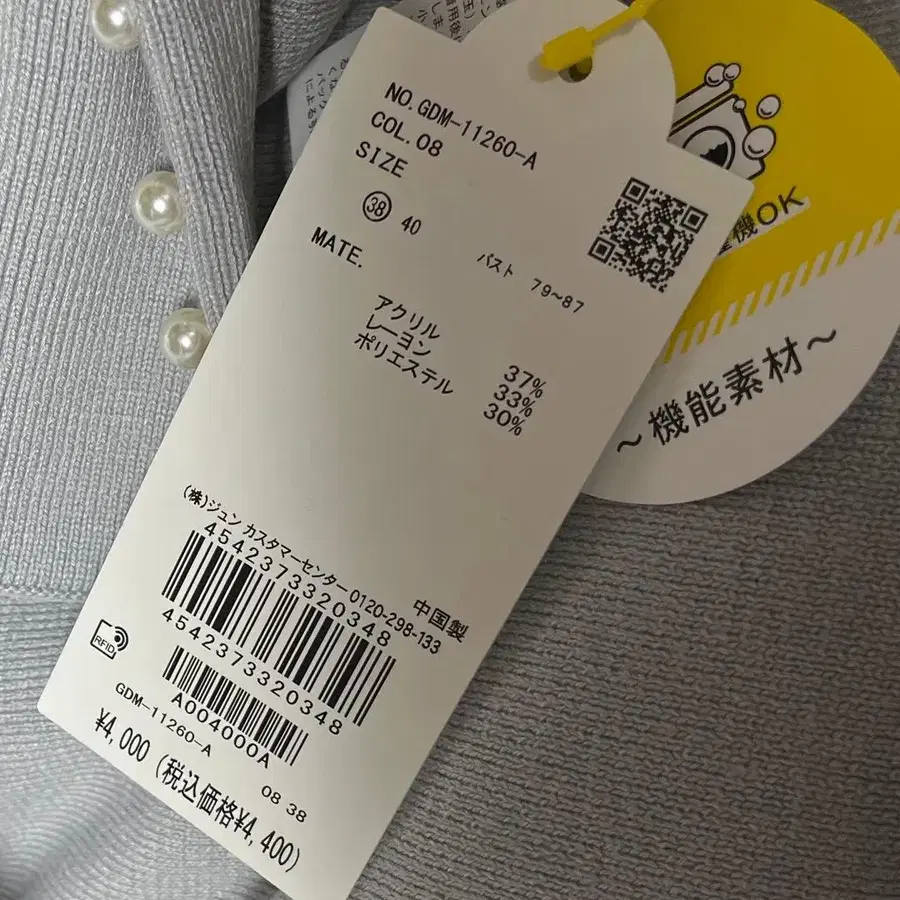 NO.GDM-11260-A
COL.08
SIZE
38 40
バスト 79~87
MATE.
アクリル 37%
レーヨン 33%
ポリエステル 30%
(株)ジュン カスタマーセンター 0120-298-133
4542373320348
中国製
4542373320348
RFID
A004000A
GDM-11260-A
08 38
¥4,000 (税込価格¥4,400)
機OK
~機能素材~